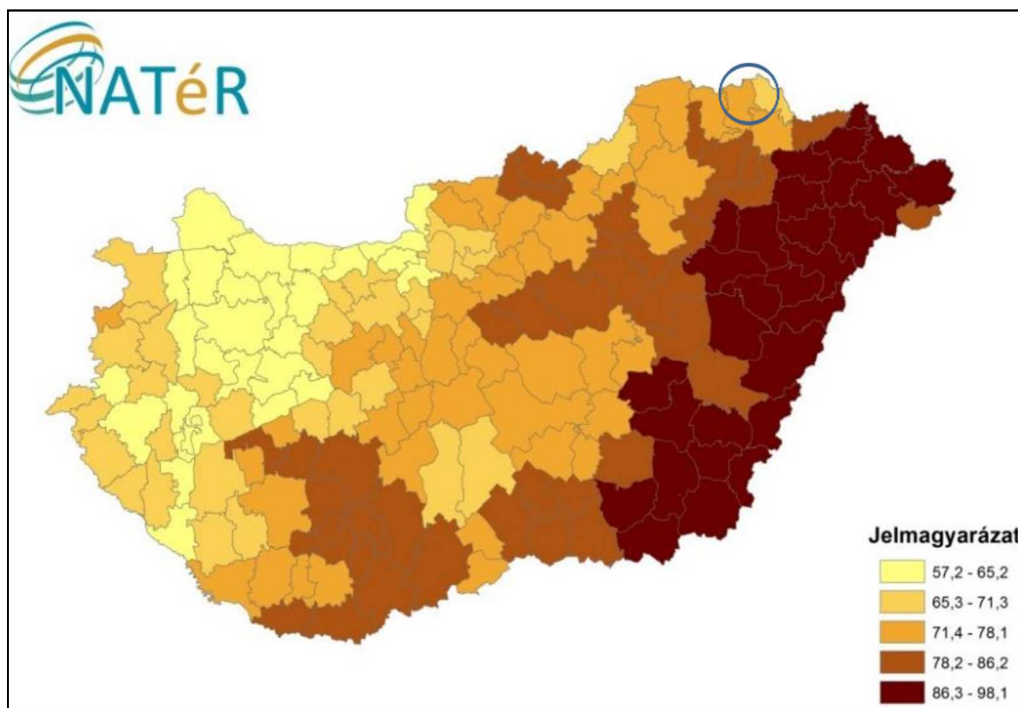 NATéR
Jelmagyarázat
57,2 - 65,2
65,3 - 71,3
71,4 - 78,1
78,2 - 86,2
86,3 - 98,1